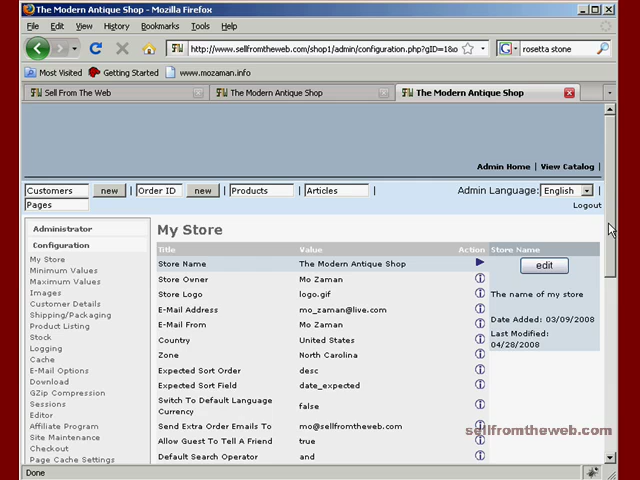 The Modern Antique Shop - Mozilla Firefox
File Edit View History Bookmarks Tools Help
http://www.sellfromtheweb.com/shop1/admin/configuration.php?gID=1&o rosetta stone
Most Visited Getting Started www.mozaman.info
Sell From The Web The Modern Antique Shop The Modern Antique Shop
Admin Home | View Catalog |
Customers new | Order ID new | Products | Articles | Admin Language: English
Pages Logout
Administrator
Configuration
My Store
Minimum Values
Maximum Values
Images
Customer Details
Shipping/Packaging
Product Listing
Stock
Logging
Cache
E-Mail Options
Download
GZip Compression
Sessions
Editor
Affiliate Program
Site Maintenance
Checkout
Page Cache Settings
My Store
Title Value Action
Store Name The Modern Antique Shop
Store Owner Mo Zaman
Store Logo logo.gif
E-Mail Address mo_zaman@live.com
E-Mail From Mo Zaman
Country United States
Zone North Carolina
Expected Sort Order desc
Expected Sort Field date_expected
Switch To Default Language Currency false
Send Extra Order Emails To mo@sellfromtheweb.com
Allow Guest To Tell A Friend true
Default Search Operator and
Store Name
edit
The name of my store
Date Added: 03/09/2008
Last Modified:
04/28/2008
sellfromtheweb.com
Done